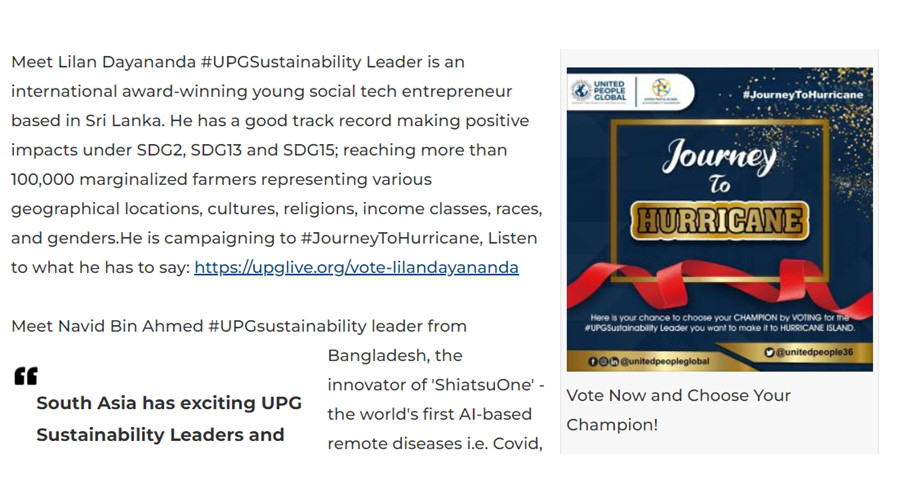 Meet Lilan Dayananda #UPGSustainability Leader is an
international award-winning young social tech entrepreneur
based in Sri Lanka. He has a good track record making positive
impacts under SDG2, SDG13 and SDG15; reaching more than
100,000 marginalized farmers representing various
geographical locations, cultures, religions, income classes, races,
and genders.He is campaigning to #JourneyToHurricane, Listen
to what he has to say: https://upglive.org/vote-lilandayananda
Meet Navid Bin Ahmed #UPGsustainability leader from
Bangladesh, the
innovator of 'ShiatsuOne' -
the world's first AI-based
remote diseases i.e. Covid,
❝
South Asia has exciting UPG
Sustainability Leaders and
UNITED
PEOPLE
GLOBAL
#JourneyToHurricane
Journey
To
HURRICANE
Here is your chance to choose your CHAMPION by VOTING for the
#UPGSustainability Leader you want to make it to HURRICANE ISLAND.
@unitedpeopleglobal
@unitedpeople36
Vote Now and Choose Your
Champion!